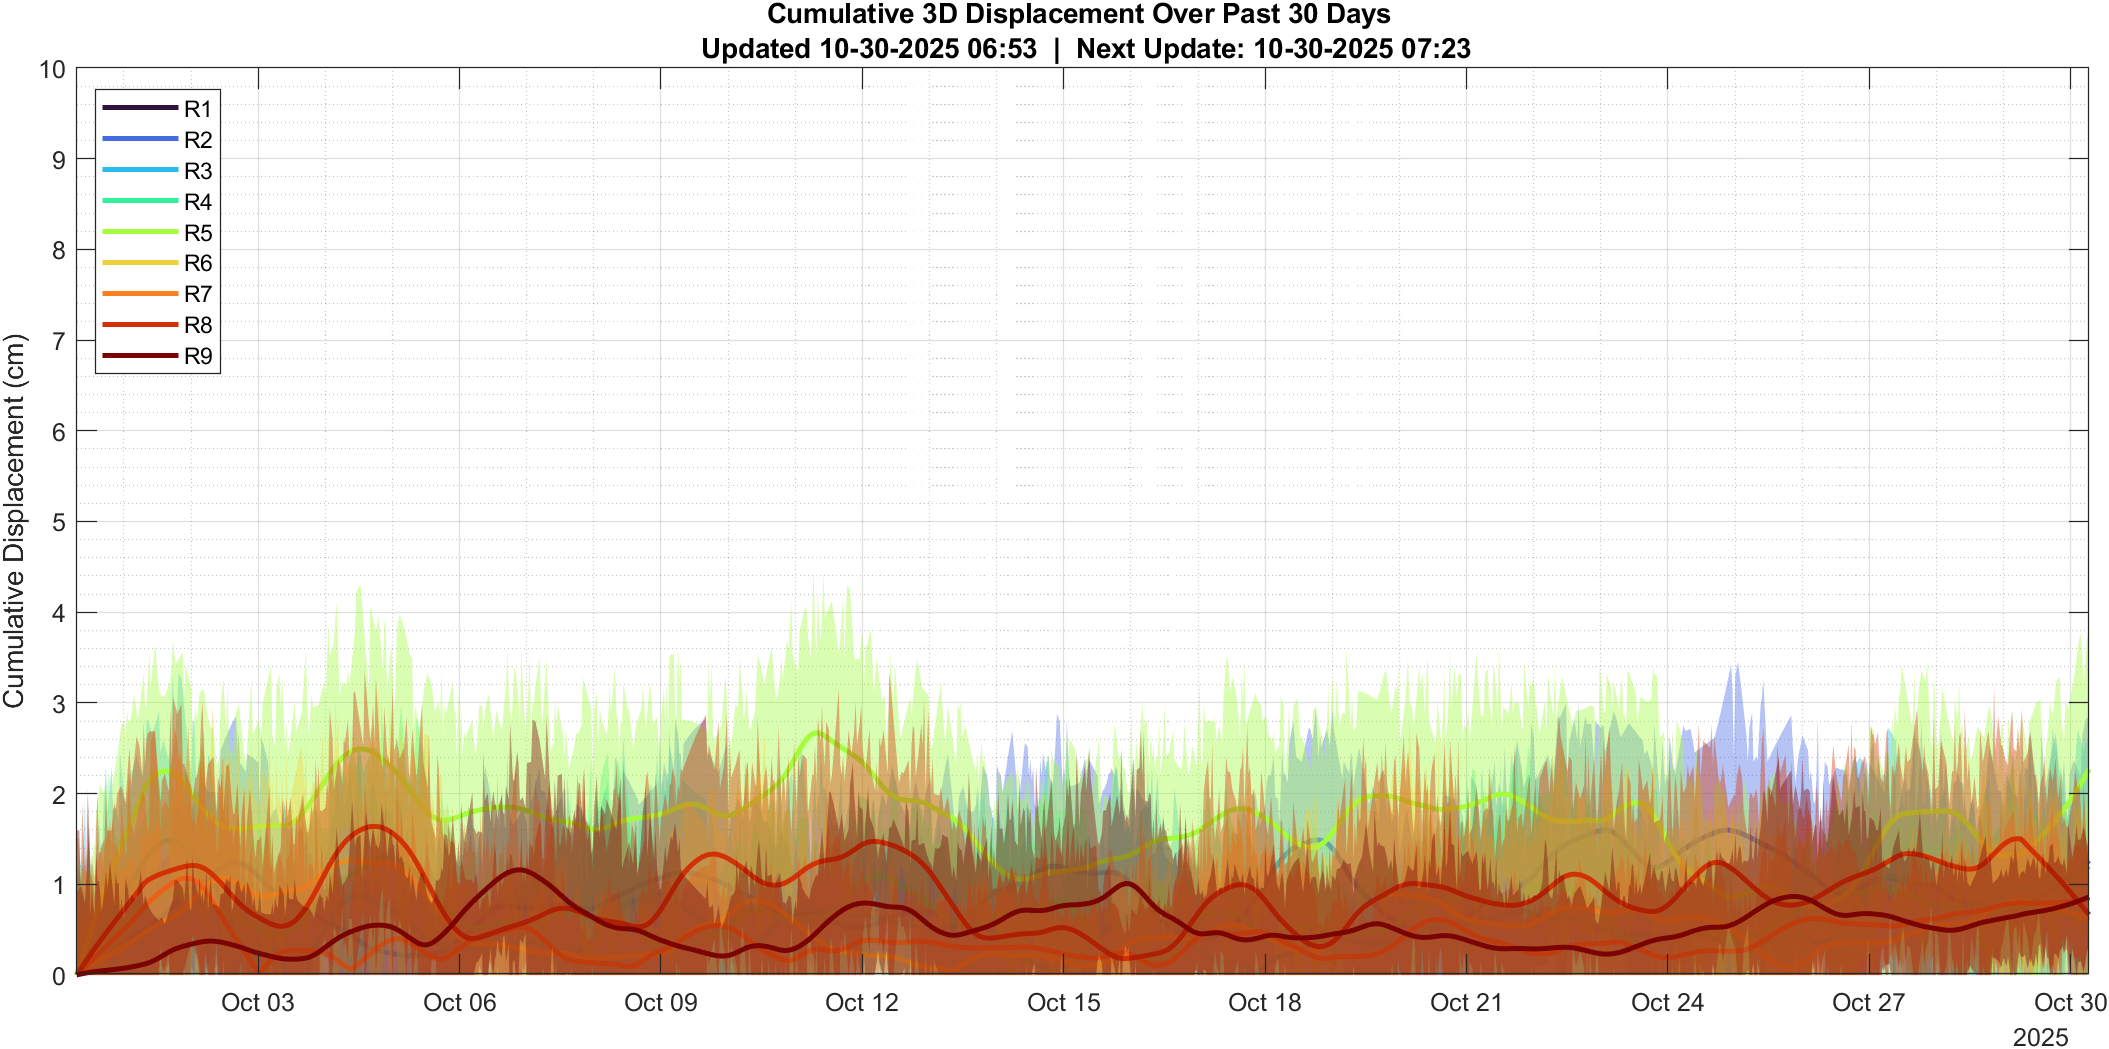 Cumulative 3D Displacement Over Past 30 Days
Updated 10-30-2025 06:53 | Next Update: 10-30-2025 07:23
Cumulative Displacement (cm)
10
9
8
7
6
5
4
3
2
1
0
R1
R2
R3
R4
R5
R6
R7
R8
R9
Oct 03
Oct 06
Oct 09
Oct 12
Oct 15
Oct 18
Oct 21
Oct 24
Oct 27
Oct 30
2025